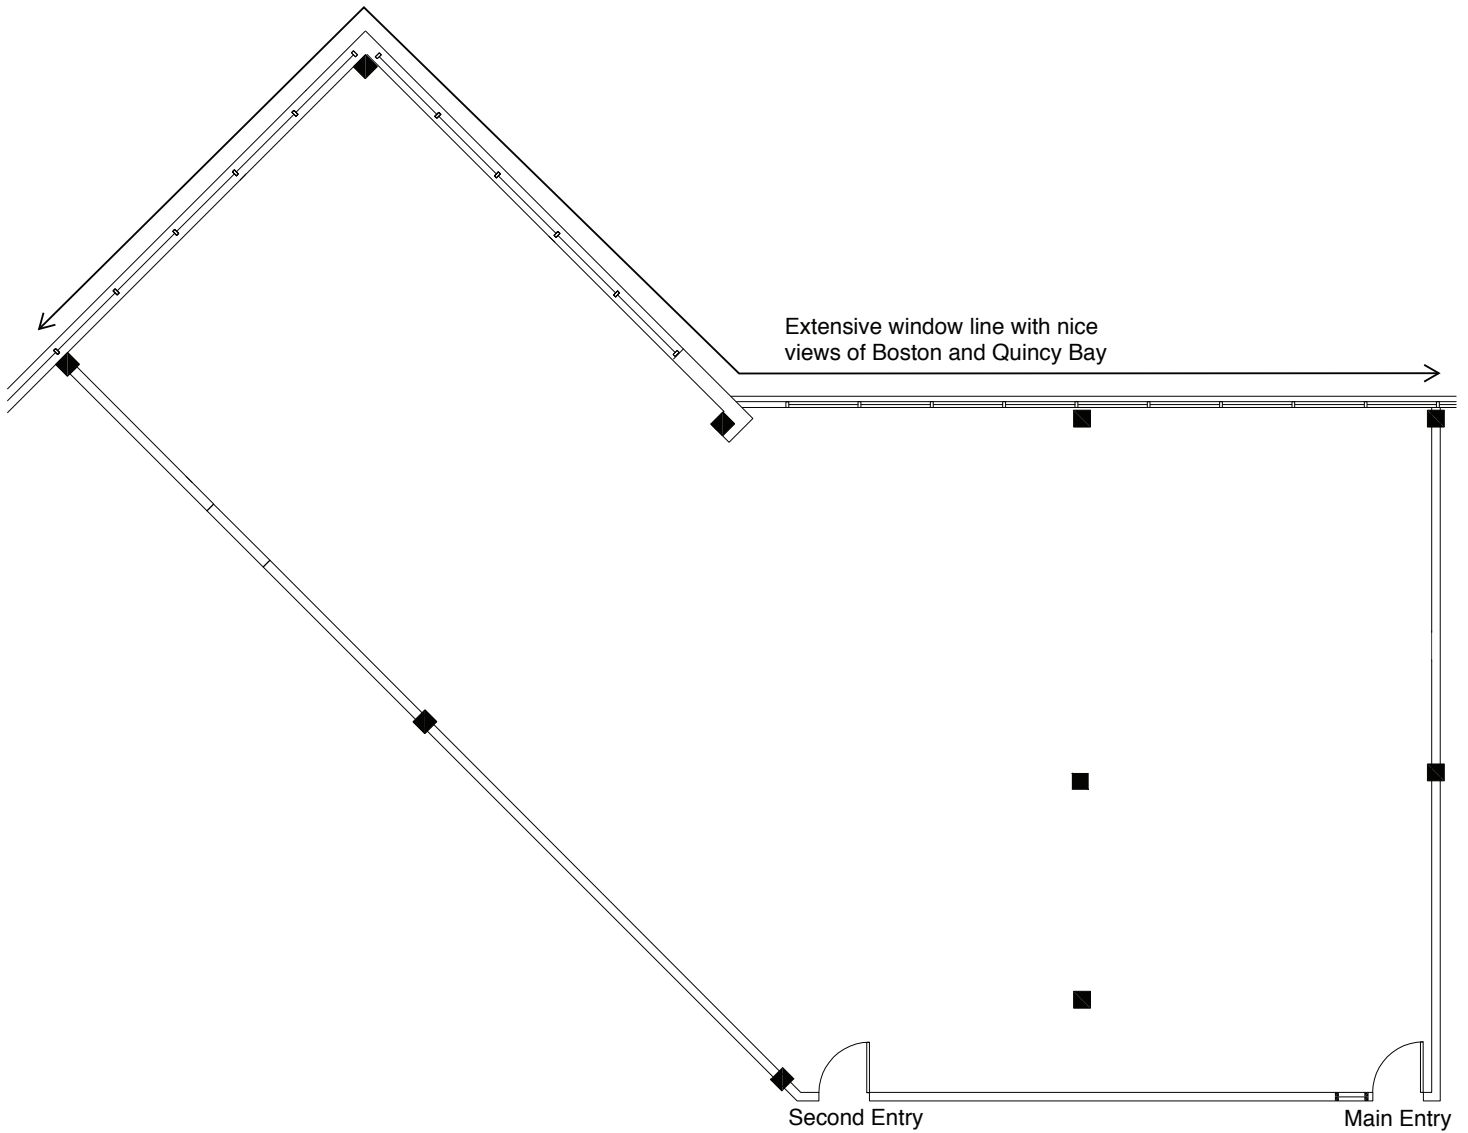 Extensive window line with nice
views of Boston and Quincy Bay
Second Entry
Main Entry